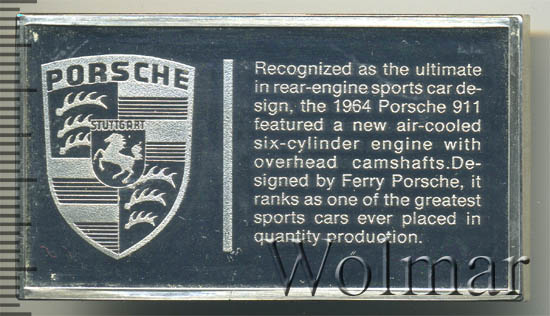 PORSCHE
STUTTGART
Recognized as the ultimate
in rear-engine sports car de-
sign, the 1964 Porsche 911
featured a new air-cooled
six-cylinder engine with
overhead camshafts.De-
signed by Ferry Porsche, it
ranks as one of the greatest
sports cars ever placed in
quantity production.
Wolmar